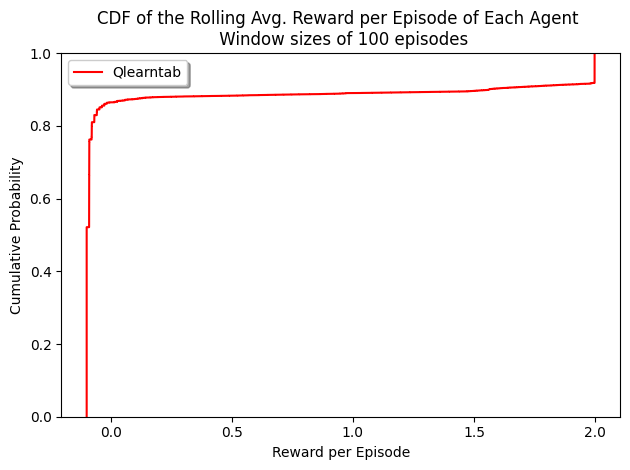 CDF of the Rolling Avg. Reward per Episode of Each Agent
Window sizes of 100 episodes
Qlearntab
1.0
0.8
0.6
0.4
0.2
0.0
Cumulative Probability
0.0 0.5 1.0 1.5 2.0
Reward per Episode